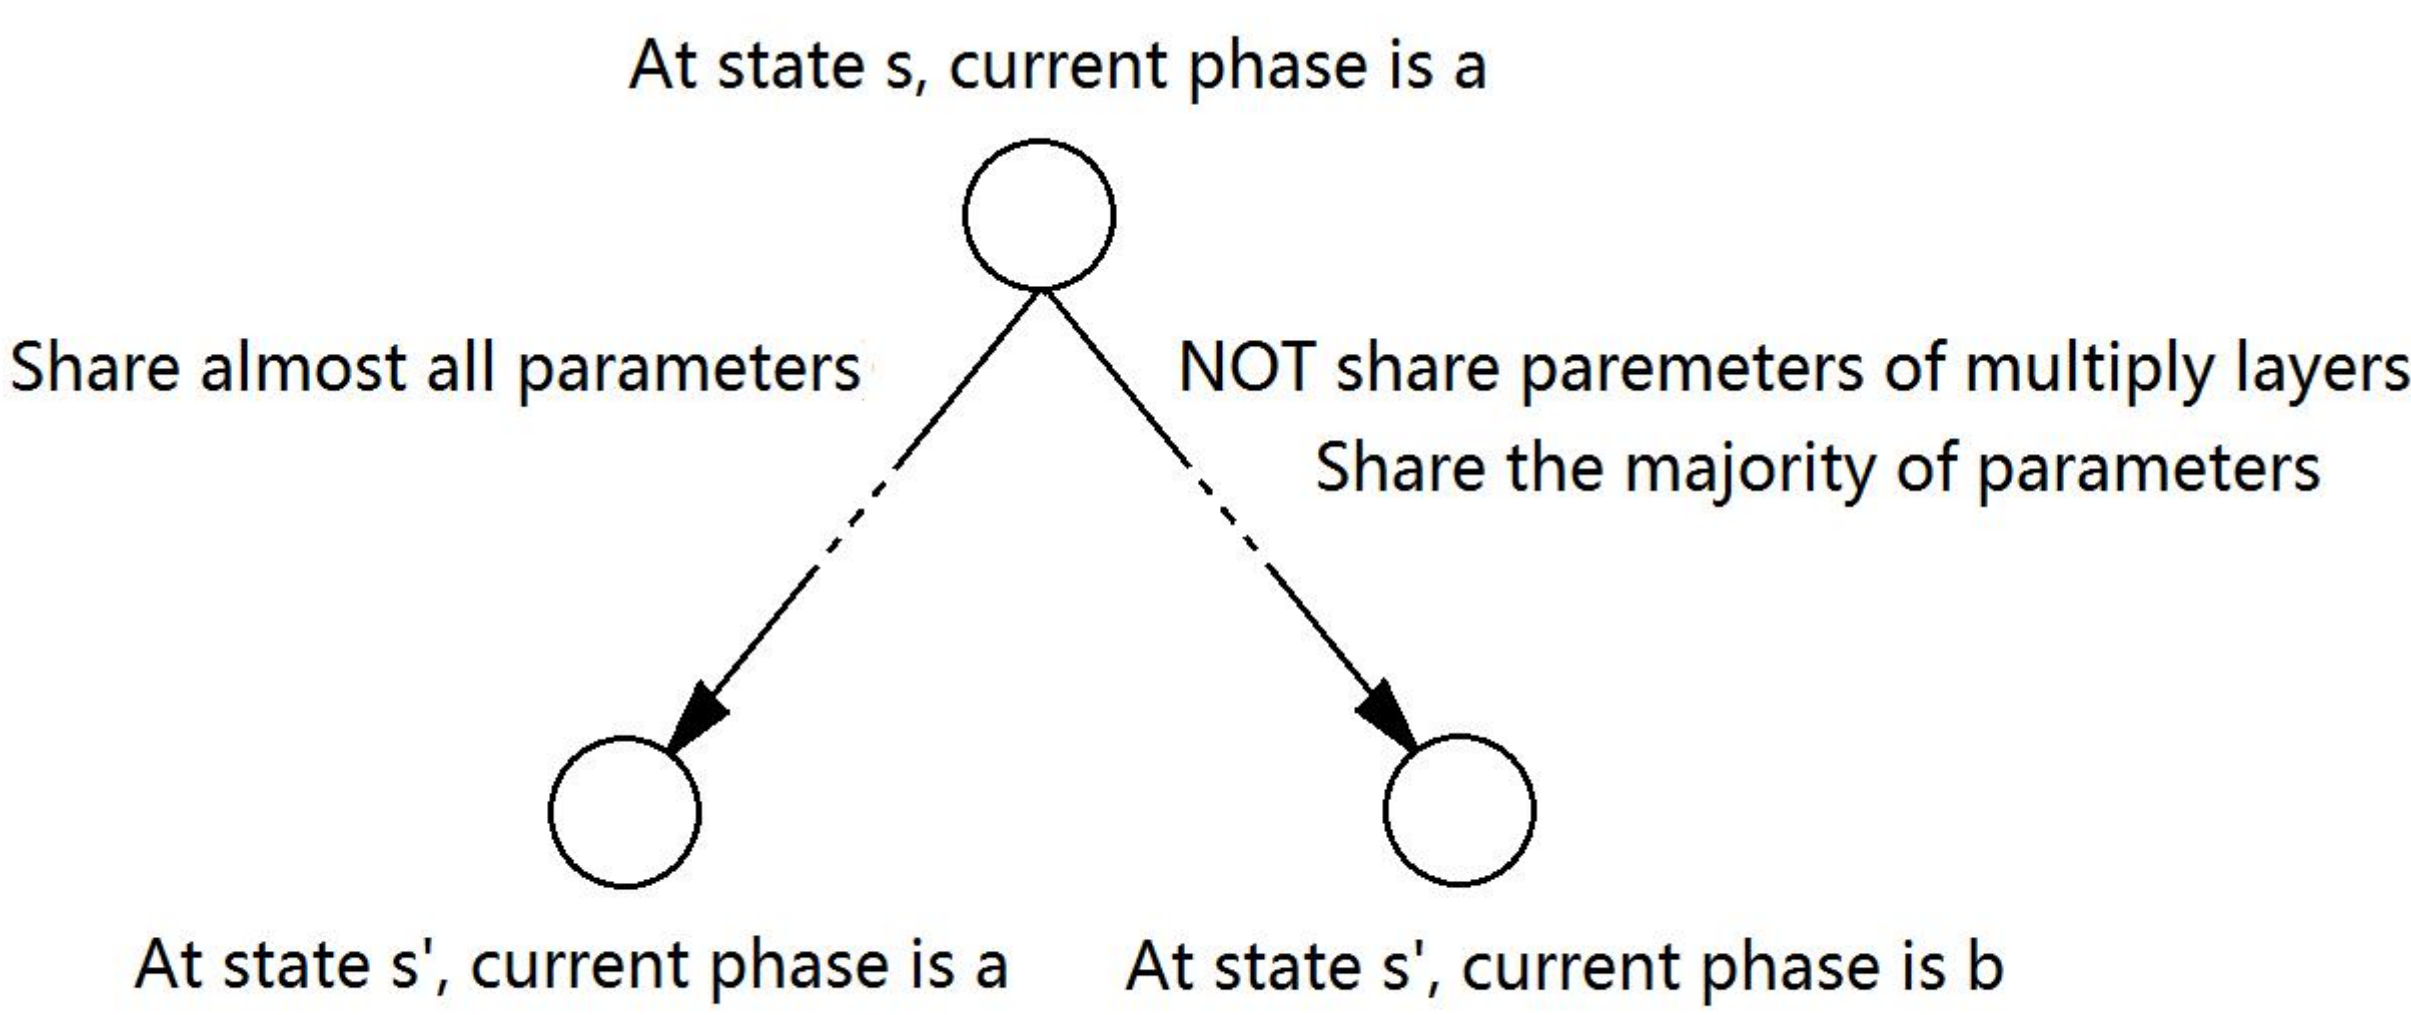 At state s, current phase is a
Share almost all parameters
NOT share paremeters of multiply layers
Share the majority of parameters
At state s', current phase is a
At state s', current phase is b